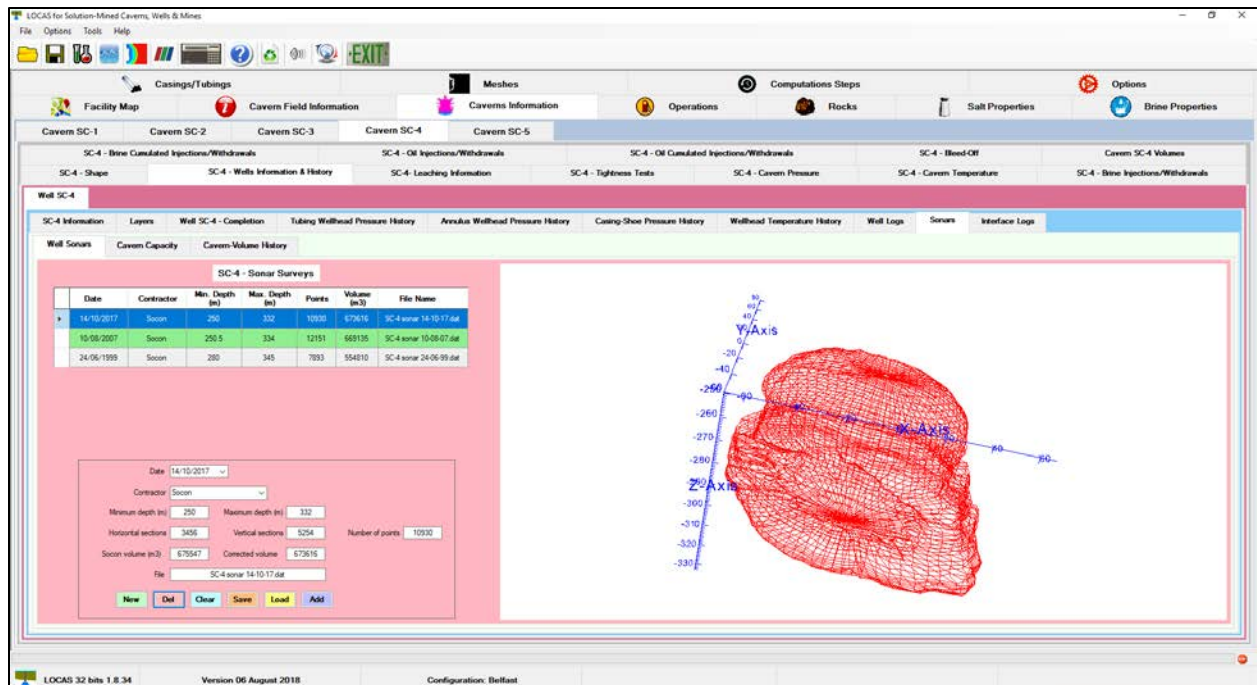 LOCAS for Solution-Mined Caverns, Wells & Mines
File Options Tools Help
EXIT
Casings/Tubings Meshes Computations Steps Options
Facility Map Cavern Field Information Caverns Information Operations Rocks Salt Properties Brine Properties
Cavern SC-1 Cavern SC-2 Cavern SC-3 Cavern SC-4 Cavern SC-5
SC-4 - Brine Cumulated Injections/Withdrawals SC-4 - Oil Injections/Withdrawals SC-4 - Oil Cumulated Injections/Withdrawals SC-4 - Bleed-Off Cavern SC-4 Volumes
SC-4 - Shape SC-4 - Wells Information & History SC-4- Leaching Information SC-4 - Tightness Tests SC-4 - Cavern Pressure SC-4 - Cavern Temperature SC-4 - Brine Injections/Withdrawals
Well SC-4
SC-4 Information Layers Well SC-4 - Completion Tubing Wellhead Pressure History Annulus Wellhead Pressure History Casing-Shoe Pressure History Wellhead Temperature History Well Logs Sonars Interface Logs
Well Sonars Cavern Capacity Cavern-Volume History
SC-4 - Sonar Surveys
Date Contractor Min. Depth (m) Max. Depth (m) Points Volume (m3) File Name
14/10/2017 Socon 250 332 10930 673616 SC-4 sonar 14-10-17.dat
10/08/2007 Socon 250.5 334 12151 669135 SC-4 sonar 10-08-07.dat
24/06/1999 Socon 280 345 7893 554810 SC-4 sonar 24-06-99.dat
Date 14/10/2017
Contractor Socon
Minimum depth (m) 250 Maximum depth (m) 332
Horizontal sections 3456 Vertical sections 5254 Number of points 10930
Socon volume (m3) 675547 Corrected volume 673616
File SC-4 sonar 14-10-17.dat
New Del Clear Save Load Add
Y-Axis
-20
-40
X-Axis
60
-260
-270
-280
Z-Axis
-300
-310
-320
-330
LOCAS 32 bits 1.8.34 Version 06 August 2018 Configuration: Belfast